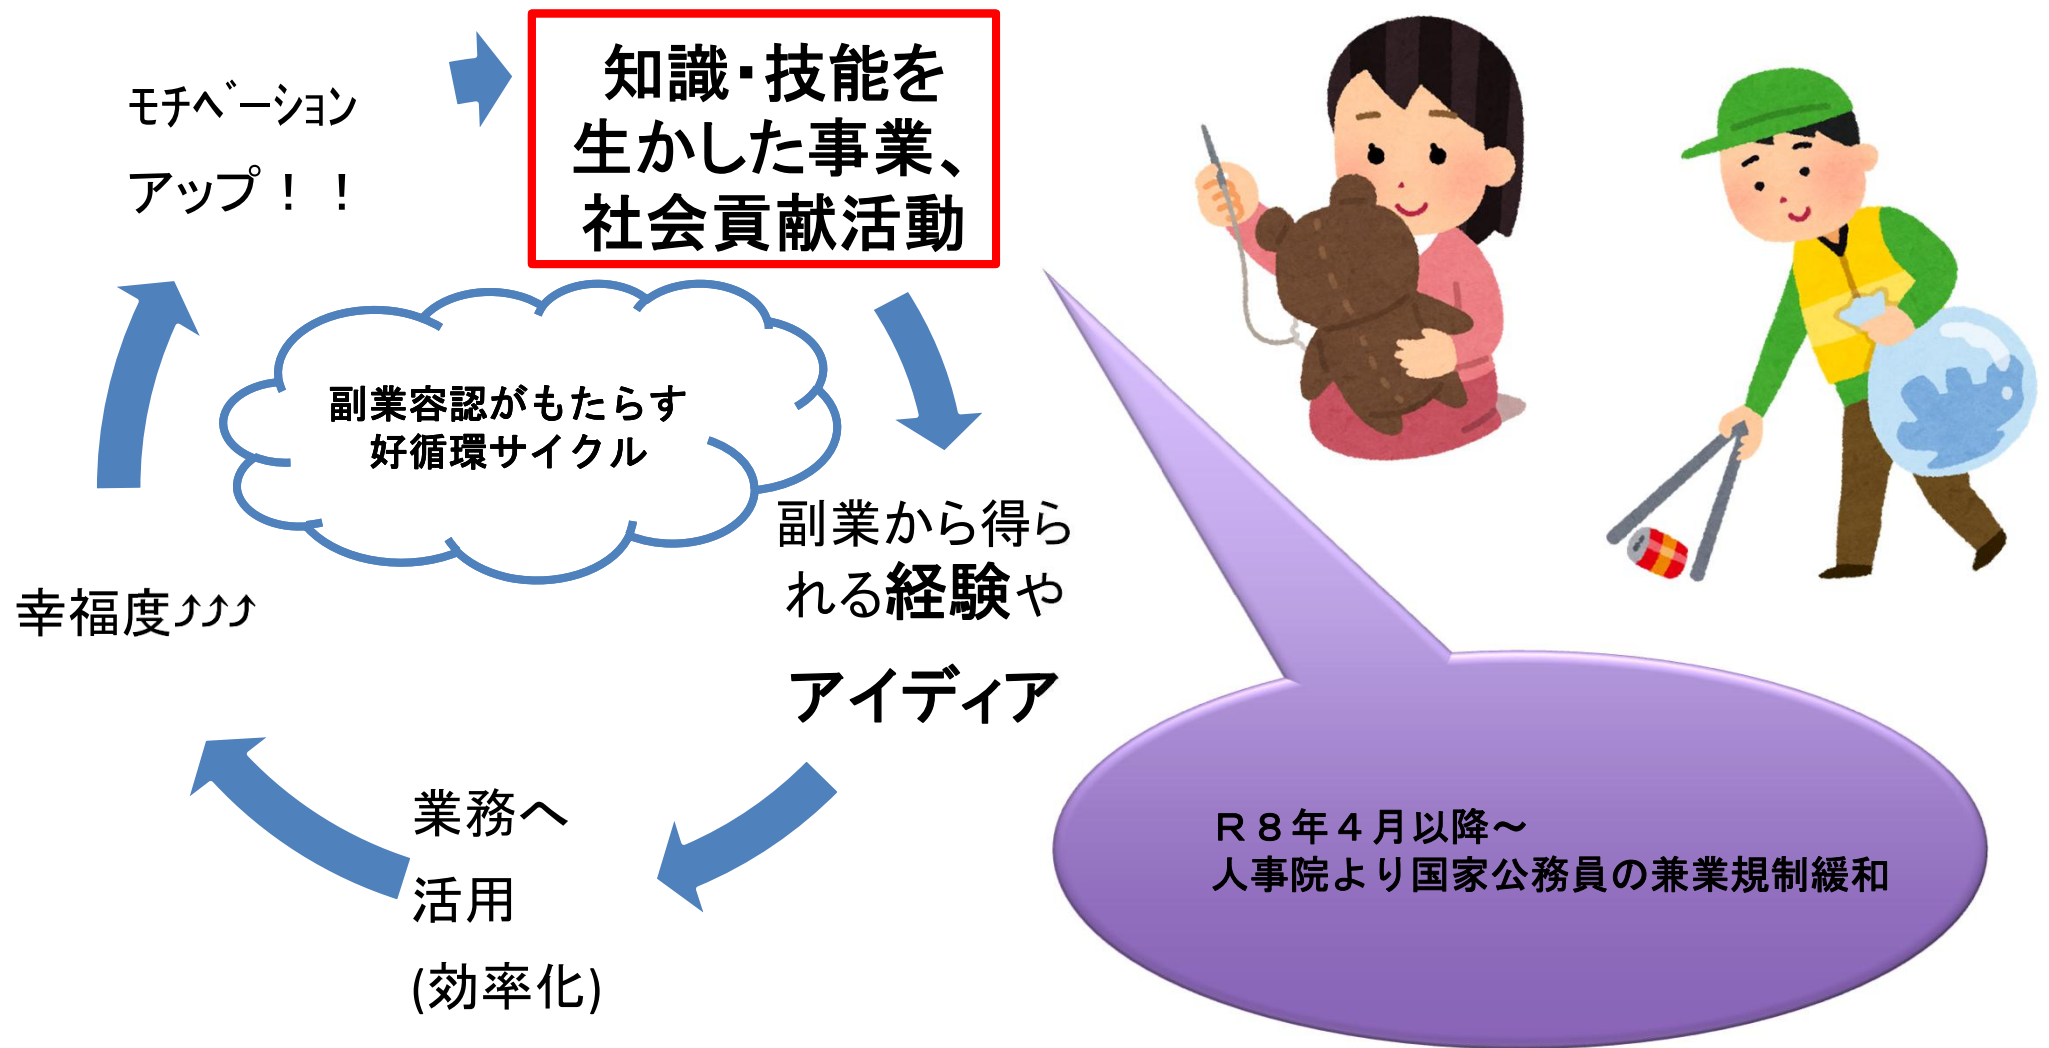 モチベーション
アップ！！
知識・技能を
生かした事業、
社会貢献活動
副業容認がもたらす
好循環サイクル
副業から得ら
れる経験や
アイディア
幸福度⤴⤴⤴
業務へ
活用
(効率化)
Ｒ８年４月以降～
人事院より国家公務員の兼業規制緩和